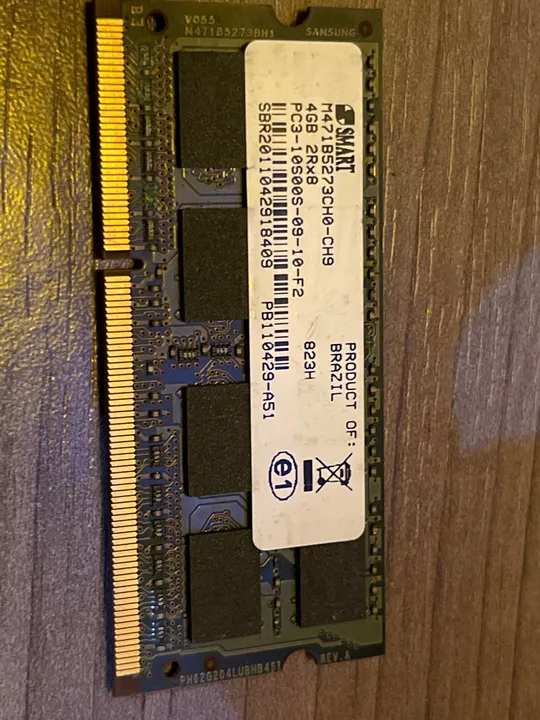 V055
M471B5273BH1
SAMSUNG
SMART
M471B5273CH0-CH9
4GB 2Rx8
PC3-10600S-09-10-F2
SBR2011042918409
PB110429-A51
PRODUCT OF:
BRAZIL
823H
e1
REV.A